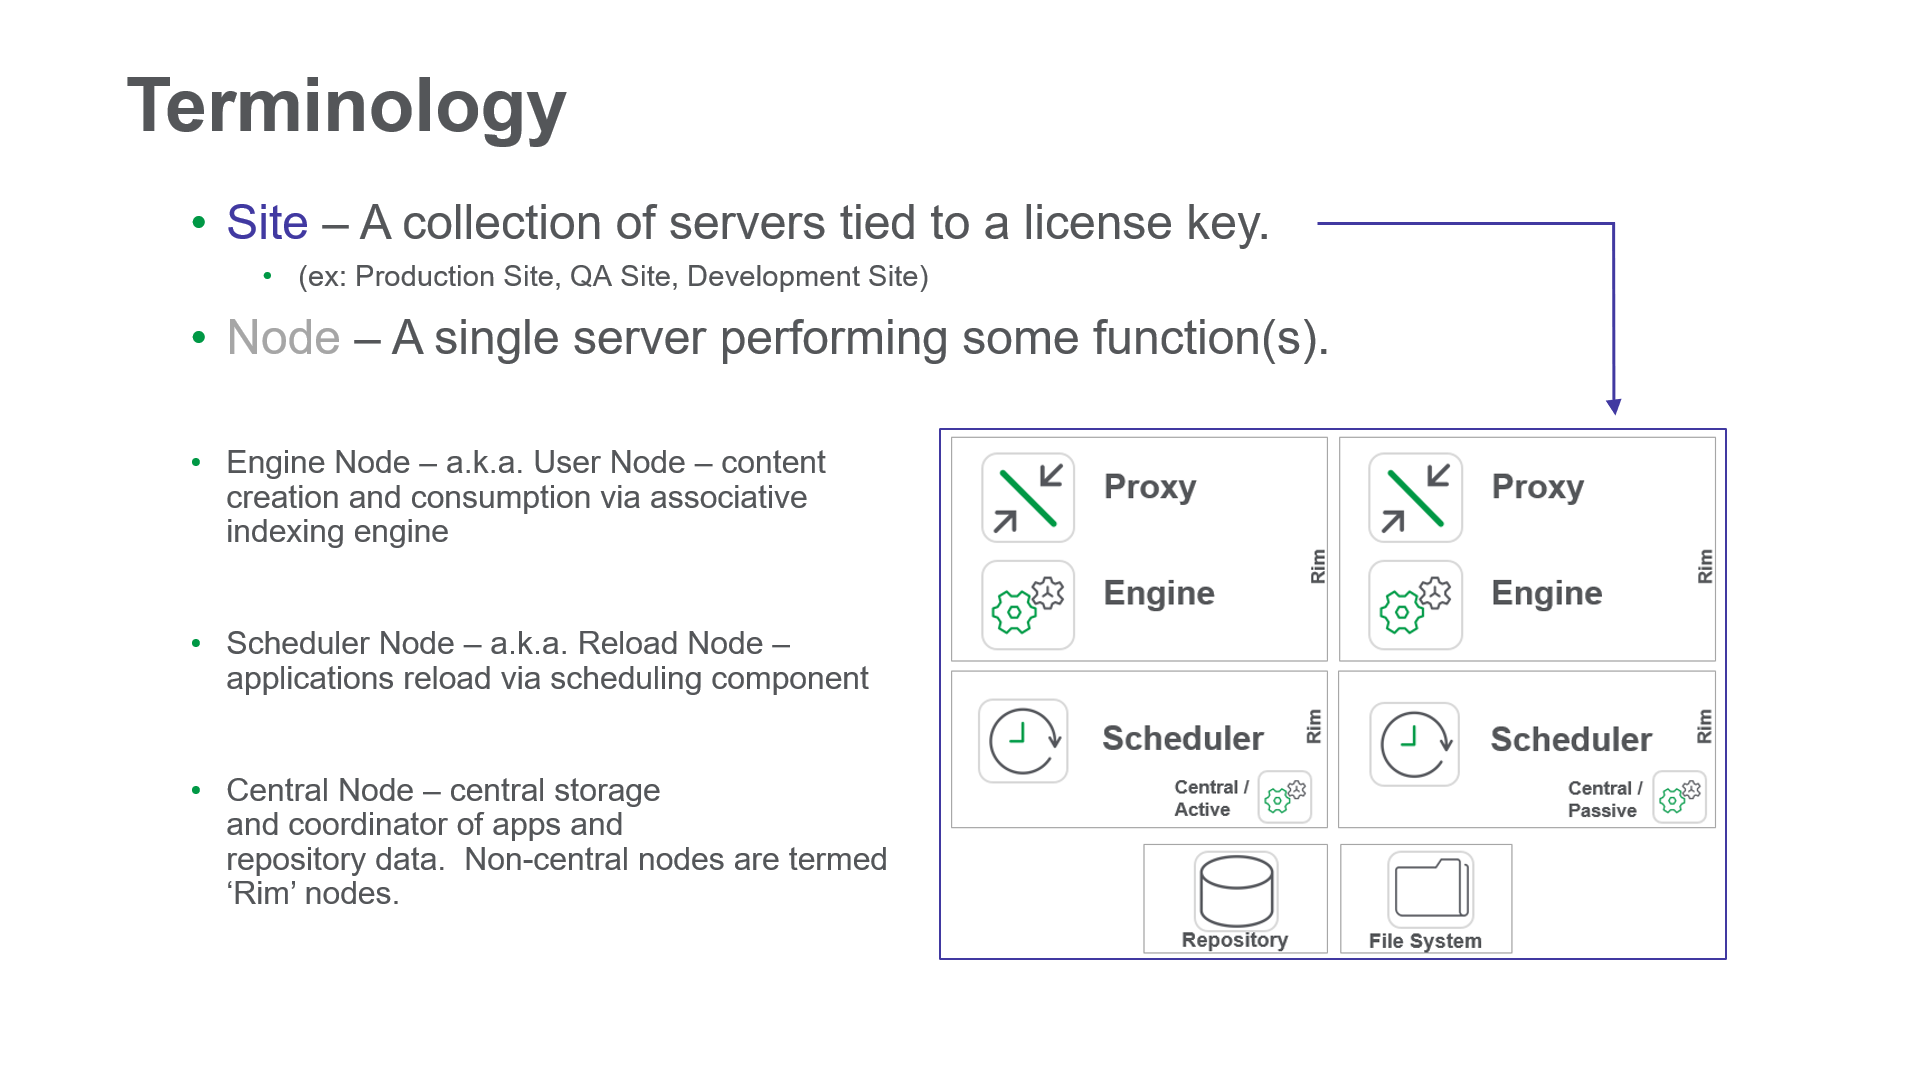 Terminology
• Site – A collection of servers tied to a license key.
• (ex: Production Site, QA Site, Development Site)
• Node – A single server performing some function(s).
• Engine Node – a.k.a. User Node – content
creation and consumption via associative
indexing engine
• Scheduler Node – a.k.a. Reload Node –
applications reload via scheduling component
• Central Node – central storage
and coordinator of apps and
repository data.  Non-central nodes are termed
‘Rim’ nodes.
Proxy
Engine
Rim
Proxy
Engine
Rim
Scheduler
Rim
Central /
Active
Scheduler
Rim
Central /
Passive
Repository
File System